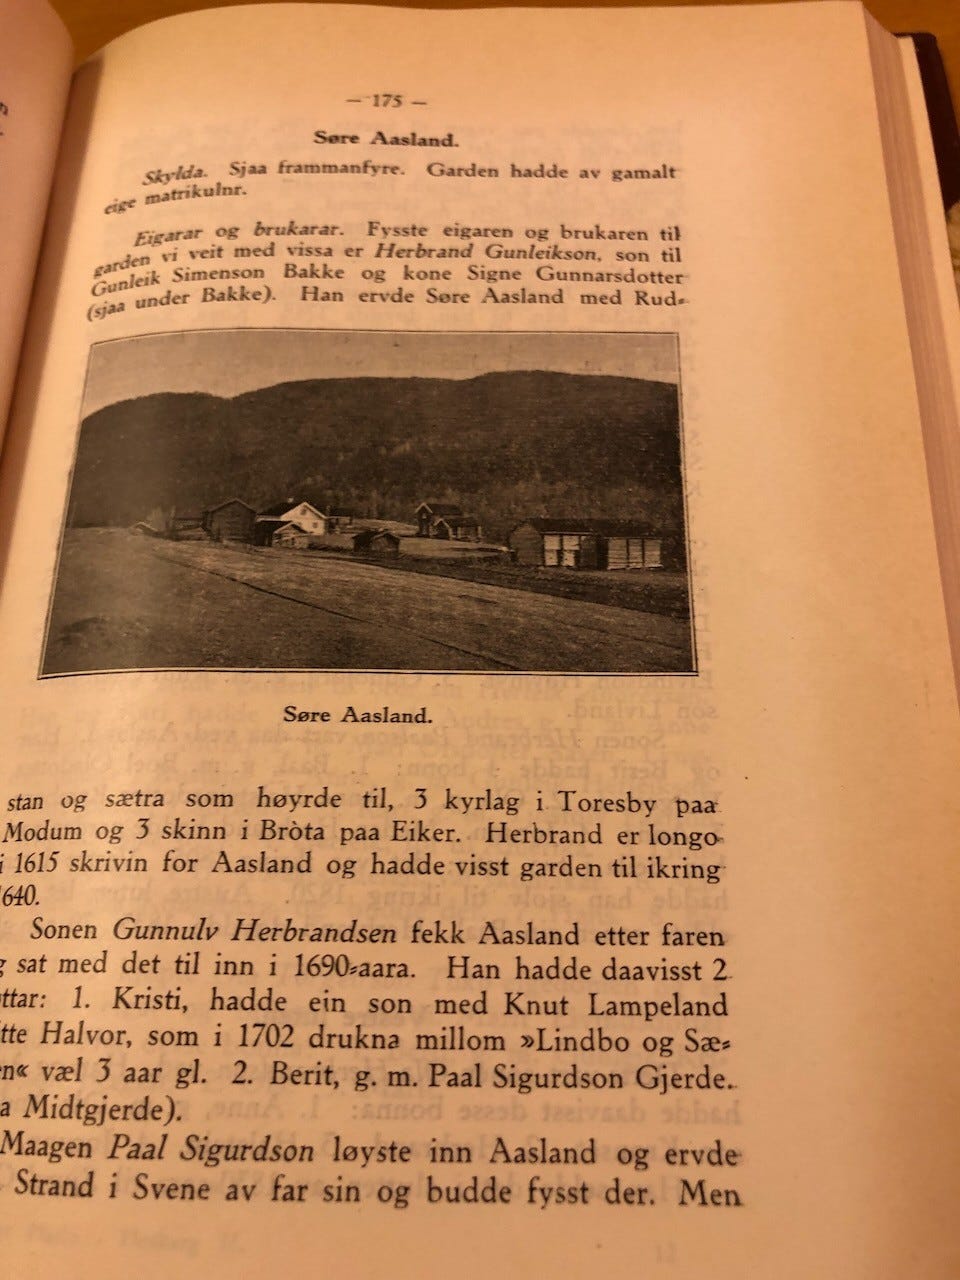 — 175 —
Søre Aasland.
Skylda. Sjaa frammanfyre. Garden hadde av gamalt
eige matrikulnr.
Eigarar og brukarar. Fysste eigaren og brukaren til
garden vi veit med vissa er Herbrand Gunleikson, son til
Gunleik Simenson Bakke og kone Signe Gunnarsdotter
(sjaa under Bakke). Han ervde Søre Aasland med Rud-
Søre Aasland.
stan og sætra som høyrde til, 3 kyrlag i Toresby paa
Modum og 3 skinn i Bròta paa Eiker. Herbrand er longo
i 1615 skrivin for Aasland og hadde visst garden til ikring
640.
Sonen Gunnulv Herbrandsen fekk Aasland etter faren
g sat med det til inn i 1690-aara. Han hadde daavisst 2
ttar: 1. Kristi, hadde ein son med Knut Lampeland
tte Halvor, som i 1702 drukna millom »Lindbo og Sæ-
n« væl 3 aar gl. 2. Berit, g. m. Paal Sigurdson Gjerde.
a Midtgjerde).
Maagen Paal Sigurdson løyste inn Aasland og ervde
Strand i Svene av far sin og budde fysst der. Men